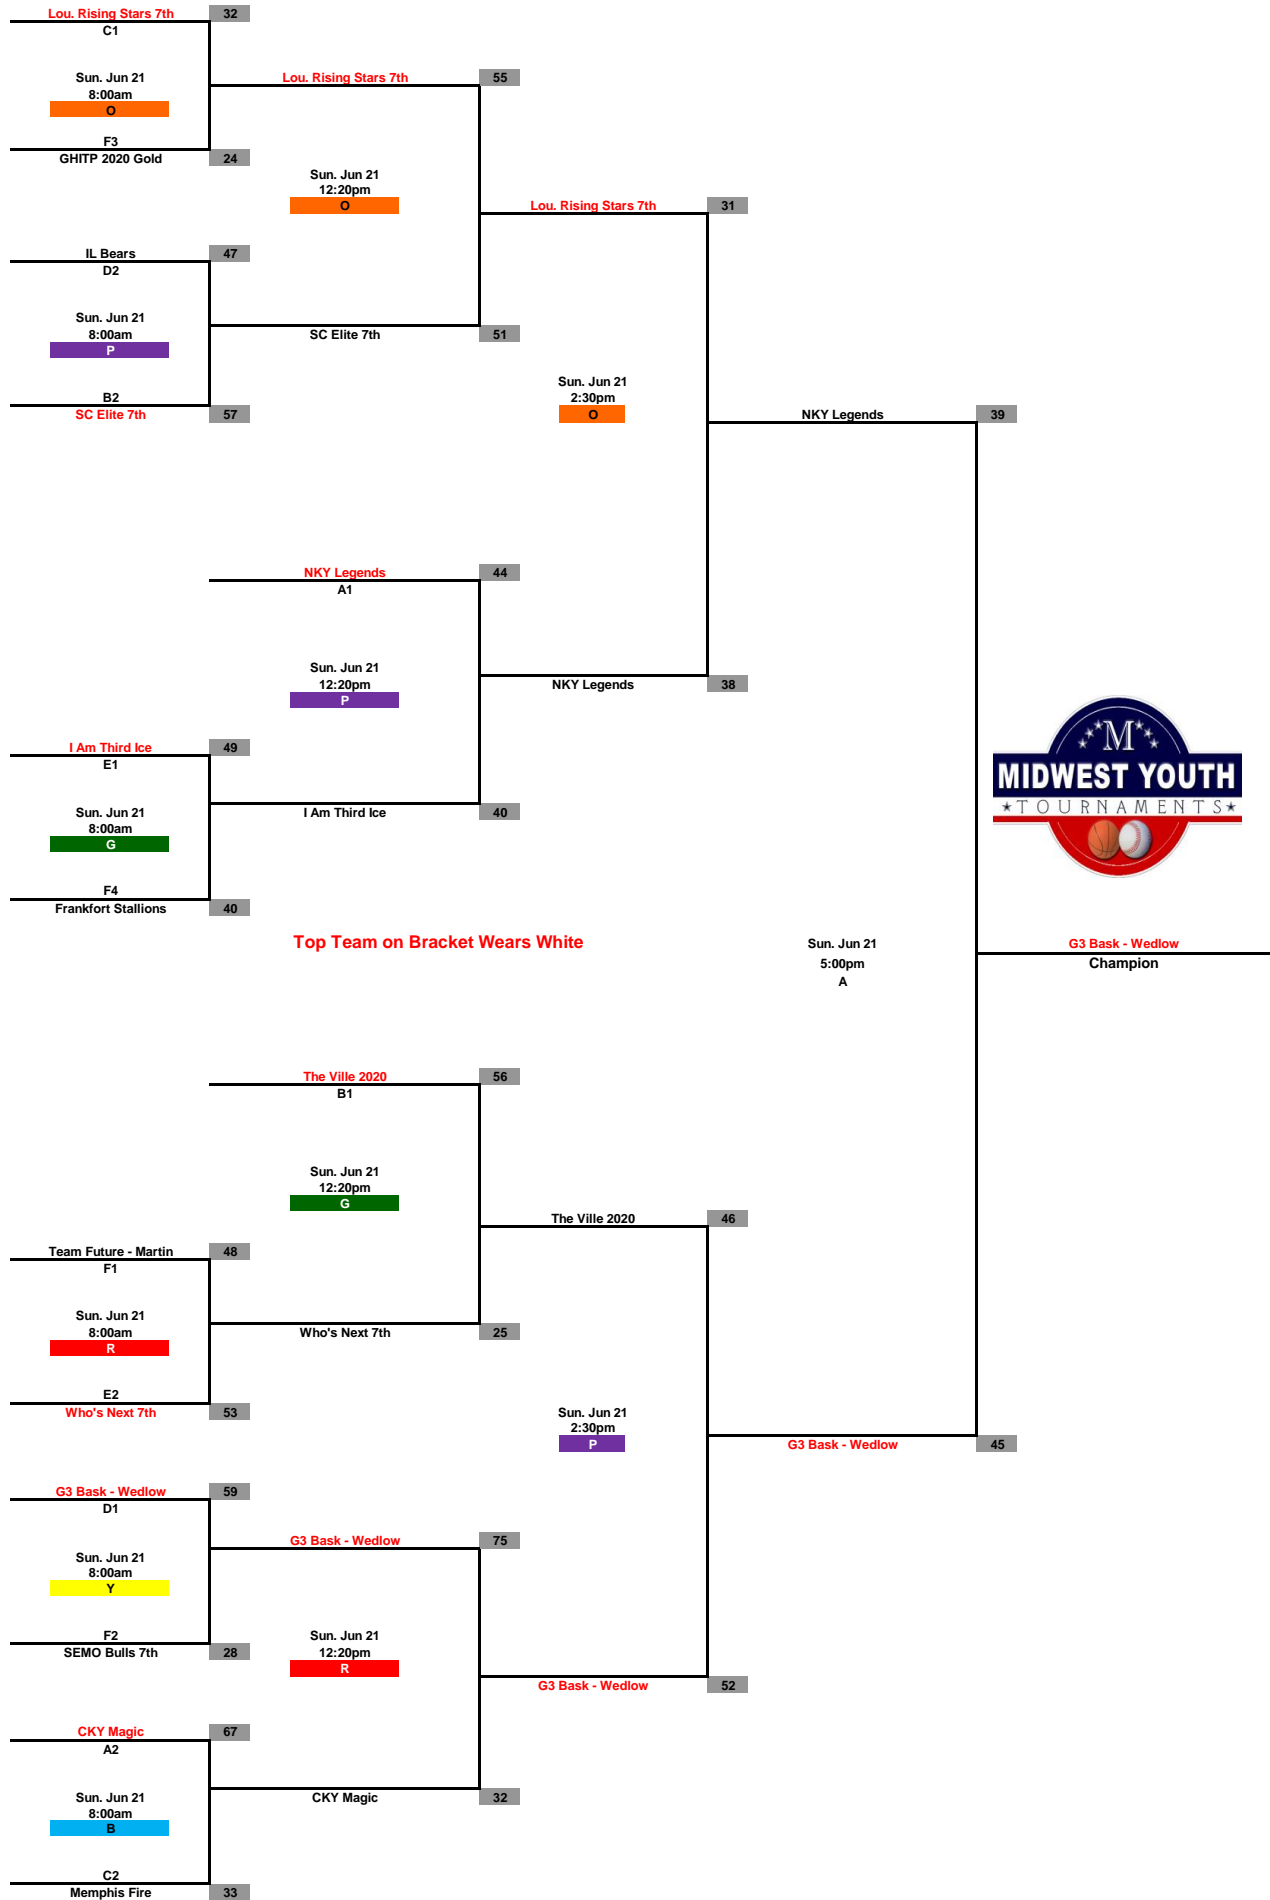 Lou. Rising Stars 7th 32
C1
Sun. Jun 21
8:00am
O
F3
GHITP 2020 Gold 24
Lou. Rising Stars 7th 55
Sun. Jun 21
12:20pm
O
IL Bears 47
D2
Sun. Jun 21
8:00am
P
B2
SC Elite 7th 57
SC Elite 7th 51
Lou. Rising Stars 7th 31
Sun. Jun 21
2:30pm
O
NKY Legends 39
NKY Legends 44
A1
Sun. Jun 21
12:20pm
P
NKY Legends 38
I Am Third Ice 49
E1
Sun. Jun 21
8:00am
G
F4
Frankfort Stallions 40
I Am Third Ice 40
M
MIDWEST YOUTH
TOURNAMENTS
Top Team on Bracket Wears White
Sun. Jun 21
5:00pm
A
G3 Bask - Wedlow
Champion
The Ville 2020 56
B1
Sun. Jun 21
12:20pm
G
The Ville 2020 46
Team Future - Martin 48
F1
Sun. Jun 21
8:00am
R
E2
Who's Next 7th 53
Who's Next 7th 25
Sun. Jun 21
2:30pm
P
G3 Bask - Wedlow 45
G3 Bask - Wedlow 59
D1
Sun. Jun 21
8:00am
Y
F2
SEMO Bulls 7th 28
G3 Bask - Wedlow 75
Sun. Jun 21
12:20pm
R
G3 Bask - Wedlow 52
CKY Magic 67
A2
Sun. Jun 21
8:00am
B
C2
Memphis Fire 33
CKY Magic 32